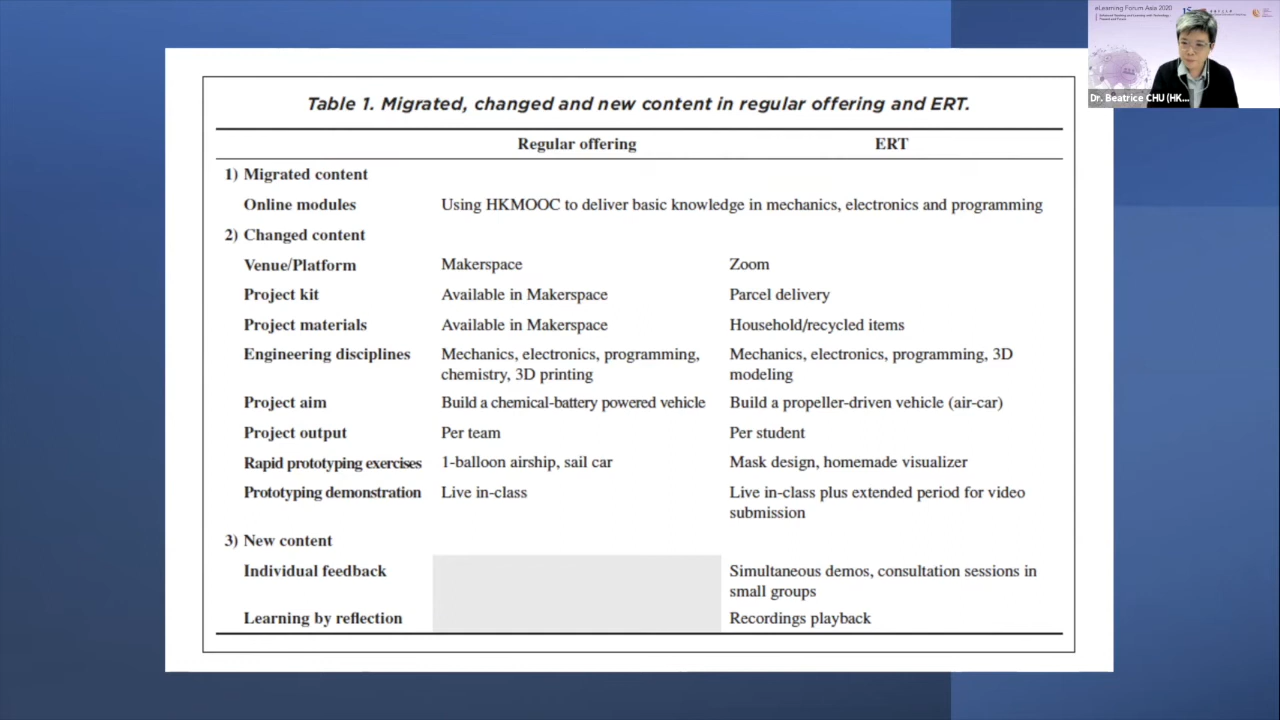 eLearning Forum Asia 2020
Table 1. Migrated, changed and new content in regular offering and ERT.
Dr. Beatrice CHU (HK...
Regular offering ERT
1) Migrated content
Online modules Using HKMOOC to deliver basic knowledge in mechanics, electronics and programming
2) Changed content
Venue/Platform Makerspace Zoom
Project kit Available in Makerspace Parcel delivery
Project materials Available in Makerspace Household/recycled items
Engineering disciplines Mechanics, electronics, programming, Mechanics, electronics, programming, 3D
chemistry, 3D printing modeling
Project aim Build a chemical-battery powered vehicle Build a propeller-driven vehicle (air-car)
Project output Per team Per student
Rapid prototyping exercises 1-balloon airship, sail car Mask design, homemade visualizer
Prototyping demonstration Live in-class Live in-class plus extended period for video
submission
3) New content
Individual feedback Simultaneous demos, consultation sessions in
small groups
Learning by reflection Recordings playback